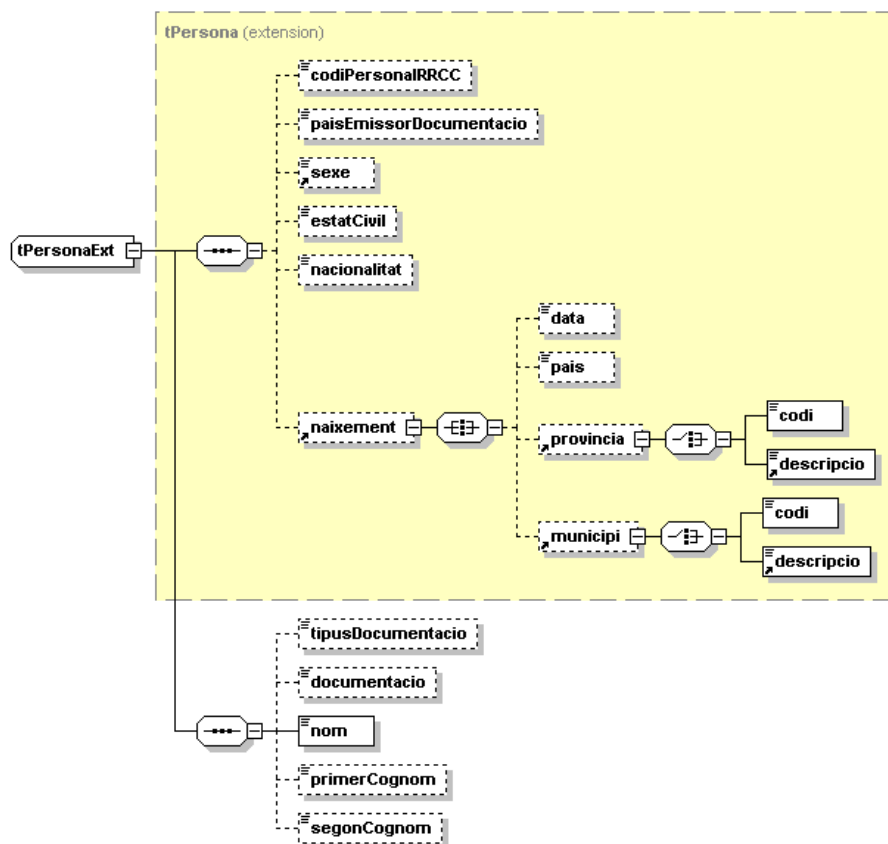 tPersona (extension)
codiPersonalRRCC
paisEmissorDocumentacio
sexe
tPersonaExt
estatCivil
nacionalitat
data
pais
naixement
provincia
codi
descripcio
municipi
codi
descripcio
tipusDocumentacio
documentacio
nom
primerCognom
segonCognom